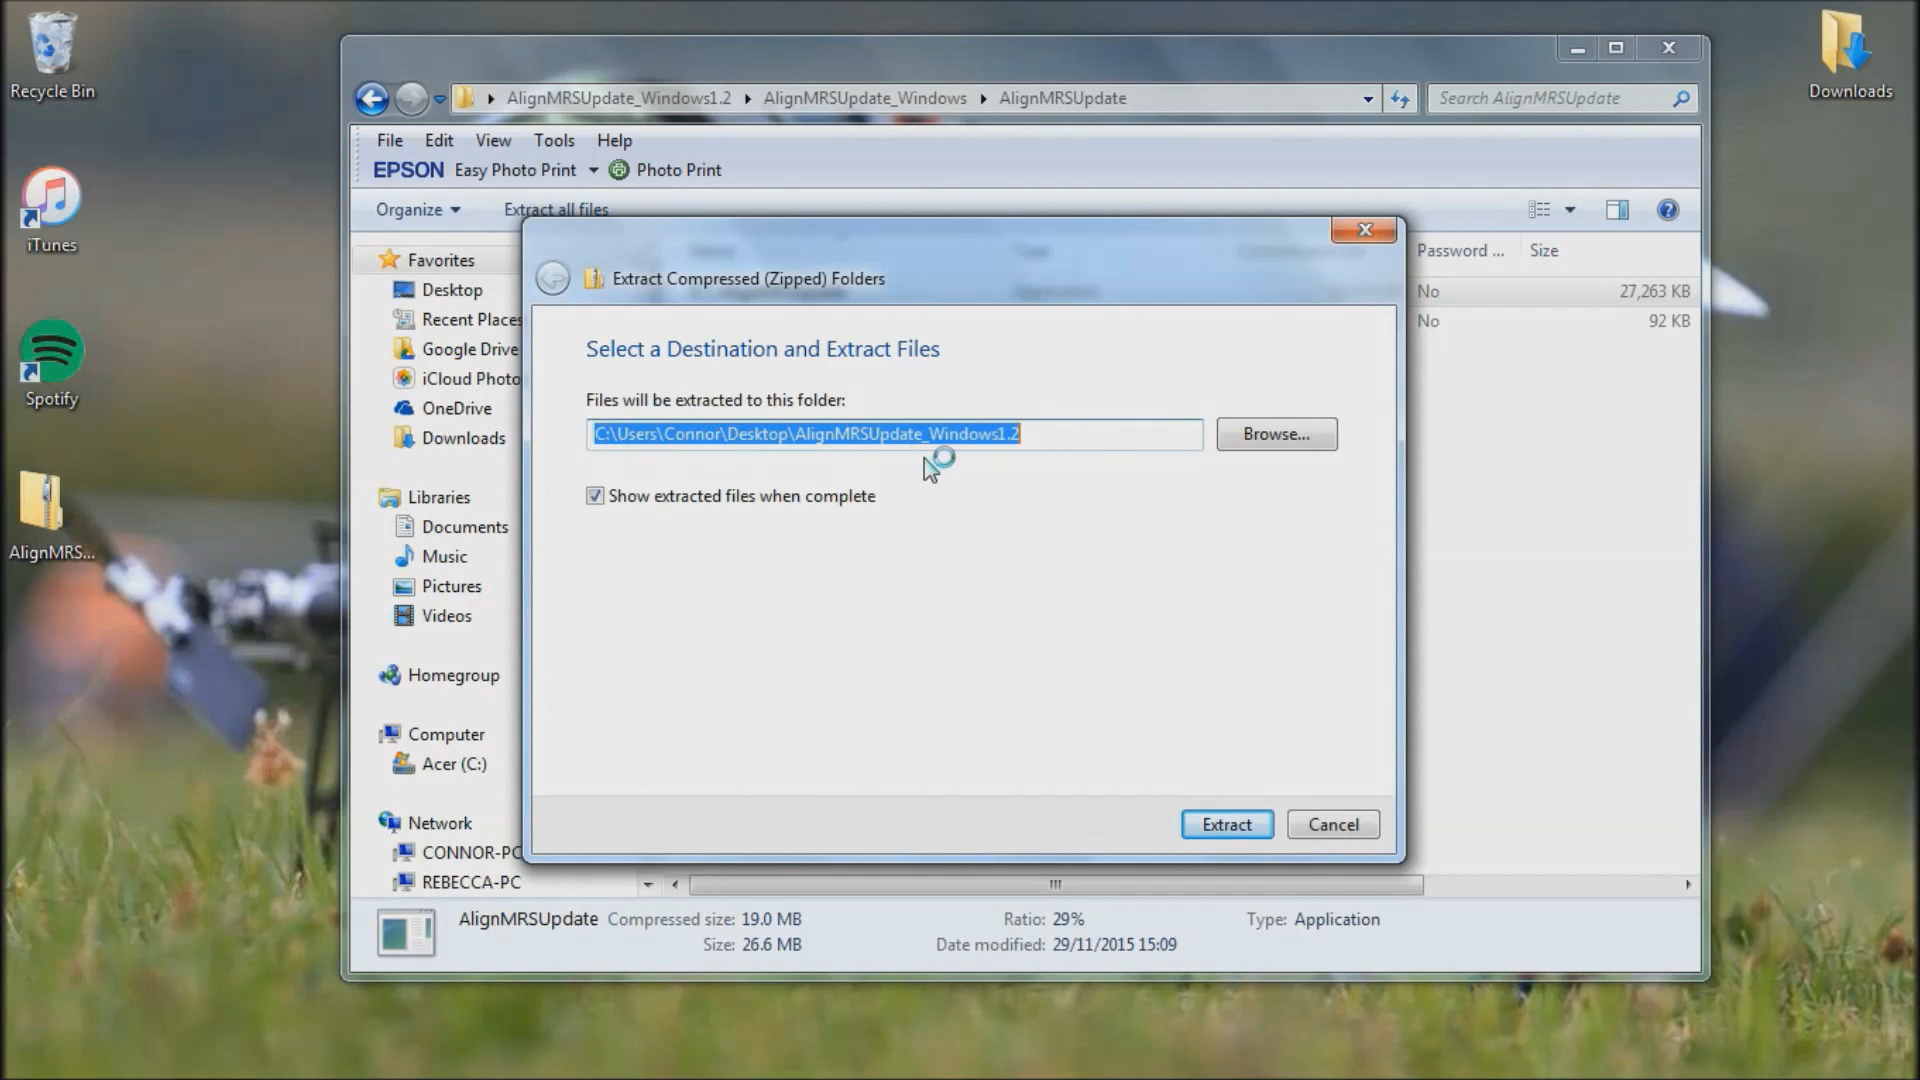 Recycle Bin
iTunes
Spotify
AlignMRS...
Downloads
AlignMRSUpdate_Windows1.2
AlignMRSUpdate_Windows
AlignMRSUpdate
Search AlignMRSUpdate
File Edit View Tools Help
EPSON Easy Photo Print Photo Print
Organize Extract all files
Favorites
Desktop
Recent Places
Google Drive
iCloud Photo
OneDrive
Downloads
Libraries
Documents
Music
Pictures
Videos
Homegroup
Computer
Acer (C:)
Network
CONNOR-PC
REBECCA-PC
Password ... Size
No 27,263 KB
No 92 KB
Extract Compressed (Zipped) Folders
Select a Destination and Extract Files
Files will be extracted to this folder:
C:\Users\Connor\Desktop\AlignMRSUpdate_Windows1.2
Browse...
Show extracted files when complete
Extract Cancel
AlignMRSUpdate Compressed size: 19.0 MB Ratio: 29% Type: Application
Size: 26.6 MB Date modified: 29/11/2015 15:09